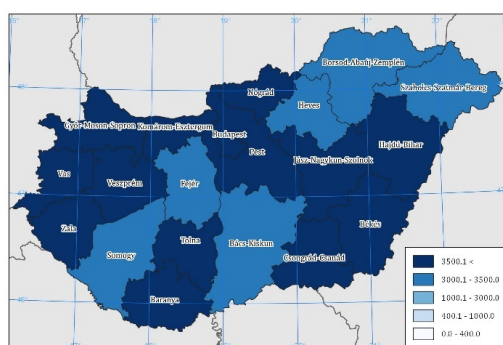 Borsod-Abaúj-Zemplén
Szabolcs-Szatmár-Bereg
Nógrád
Heves
Győr-Moson-Sopron
Komárom-Esztergom
Budapest
Hajdú-Bihar
Pest
Jász-Nagykun-Szolnok
Vas
Veszprém
Fejér
Zala
Békés
Somogy
Tolna
Bács-Kiskun
Csongrád-Csanád
Baranya
3500.1 <
3000.1 - 3500.0
1000.1 - 3000.0
400.1 - 1000.0
0.0 - 400.0